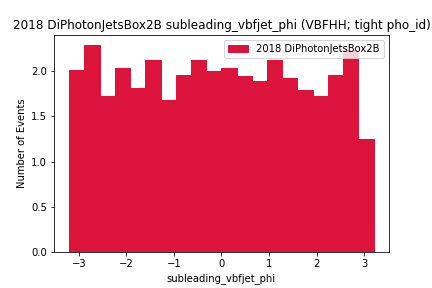 2018 DiPhotonJetsBox2B subleading_vbfjet_phi (VBFHH; tight pho_id)
2018 DiPhotonJetsBox2B
Number of Events
2.0
1.5
1.0
0.5
0.0
−3 −2 −1 0 1 2 3
subleading_vbfjet_phi